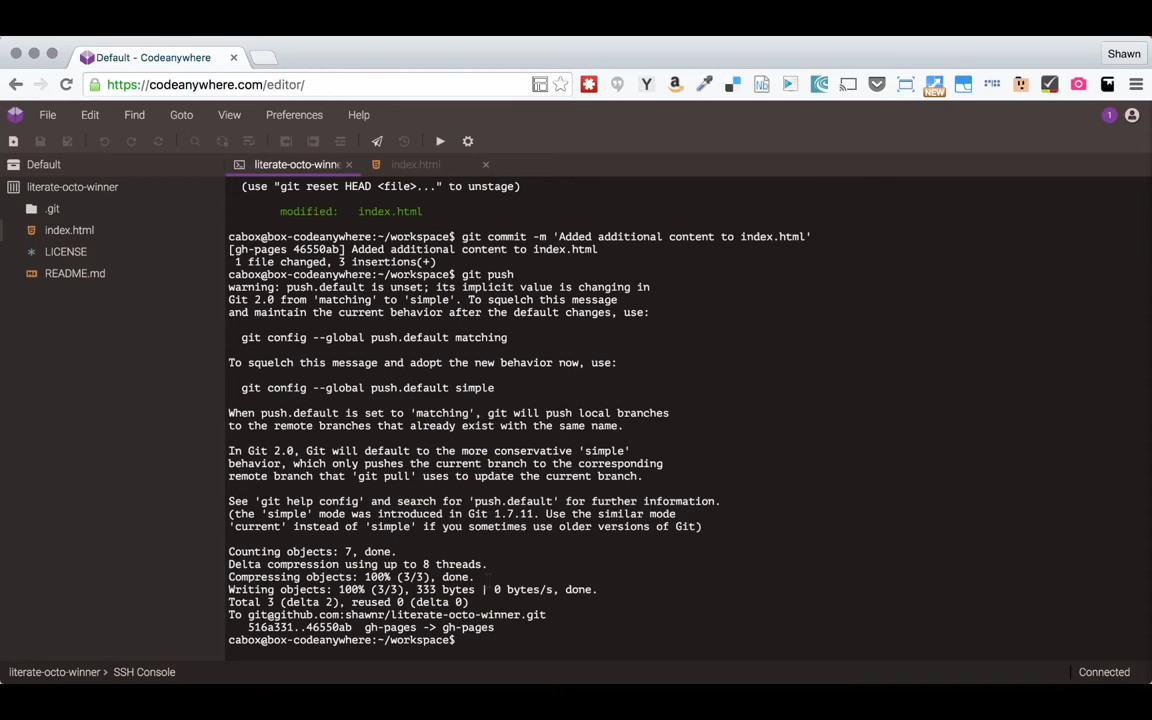 Default - Codeanywhere
Shawn
https://codeanywhere.com/editor/
NEW
File Edit Find Goto View Preferences Help
1
Default
literate-octo-winne
index.html
literate-octo-winner
.git
index.html
LICENSE
README.md
(use "git reset HEAD <file>..." to unstage)
modified: index.html
cabox@box-codeanywhere:~/workspace$ git commit -m 'Added additional content to index.html'
[gh-pages 46550ab] Added additional content to index.html
1 file changed, 3 insertions(+)
cabox@box-codeanywhere:~/workspace$ git push
warning: push.default is unset; its implicit value is changing in
Git 2.0 from 'matching' to 'simple'. To squelch this message
and maintain the current behavior after the default changes, use:
git config --global push.default matching
To squelch this message and adopt the new behavior now, use:
git config --global push.default simple
When push.default is set to 'matching', git will push local branches
to the remote branches that already exist with the same name.
In Git 2.0, Git will default to the more conservative 'simple'
behavior, which only pushes the current branch to the corresponding
remote branch that 'git pull' uses to update the current branch.
See 'git help config' and search for 'push.default' for further information.
(the 'simple' mode was introduced in Git 1.7.11. Use the similar mode
'current' instead of 'simple' if you sometimes use older versions of Git)
Counting objects: 7, done.
Delta compression using up to 8 threads.
Compressing objects: 100% (3/3), done.
Writing objects: 100% (3/3), 333 bytes | 0 bytes/s, done.
Total 3 (delta 2), reused 0 (delta 0)
To git@github.com:shawnr/literate-octo-winner.git
516a331..46550ab gh-pages -> gh-pages
cabox@box-codeanywhere:~/workspace$
literate-octo-winner > SSH Console
Connected